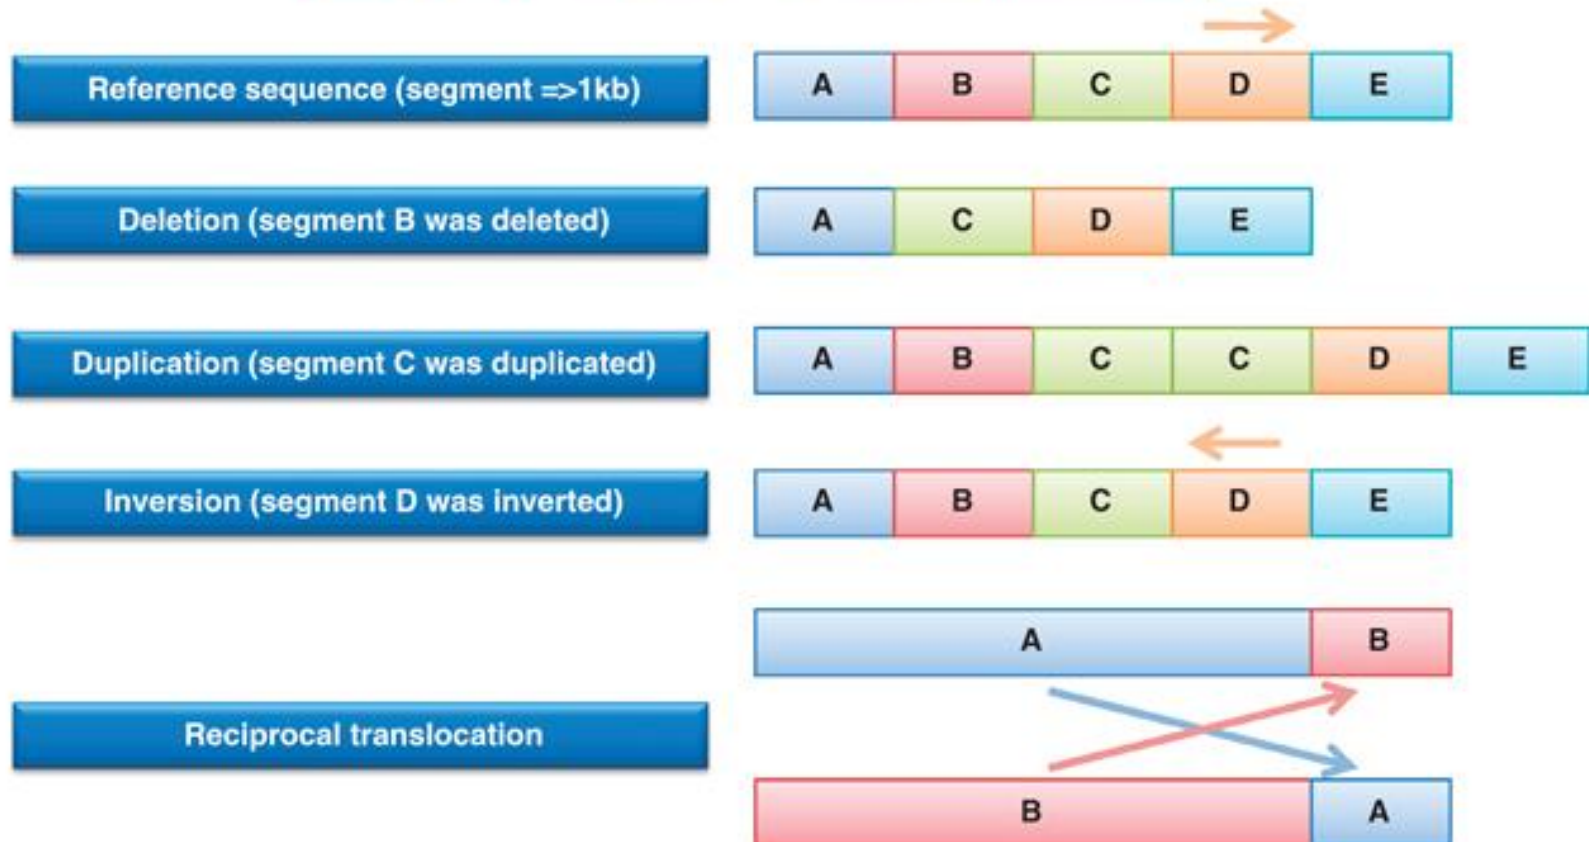 Reference sequence (segment =>1kb)
A B C D E
Deletion (segment B was deleted)
A C D E
Duplication (segment C was duplicated)
A B C C D E
Inversion (segment D was inverted)
A B C D E
A B
Reciprocal translocation
B A